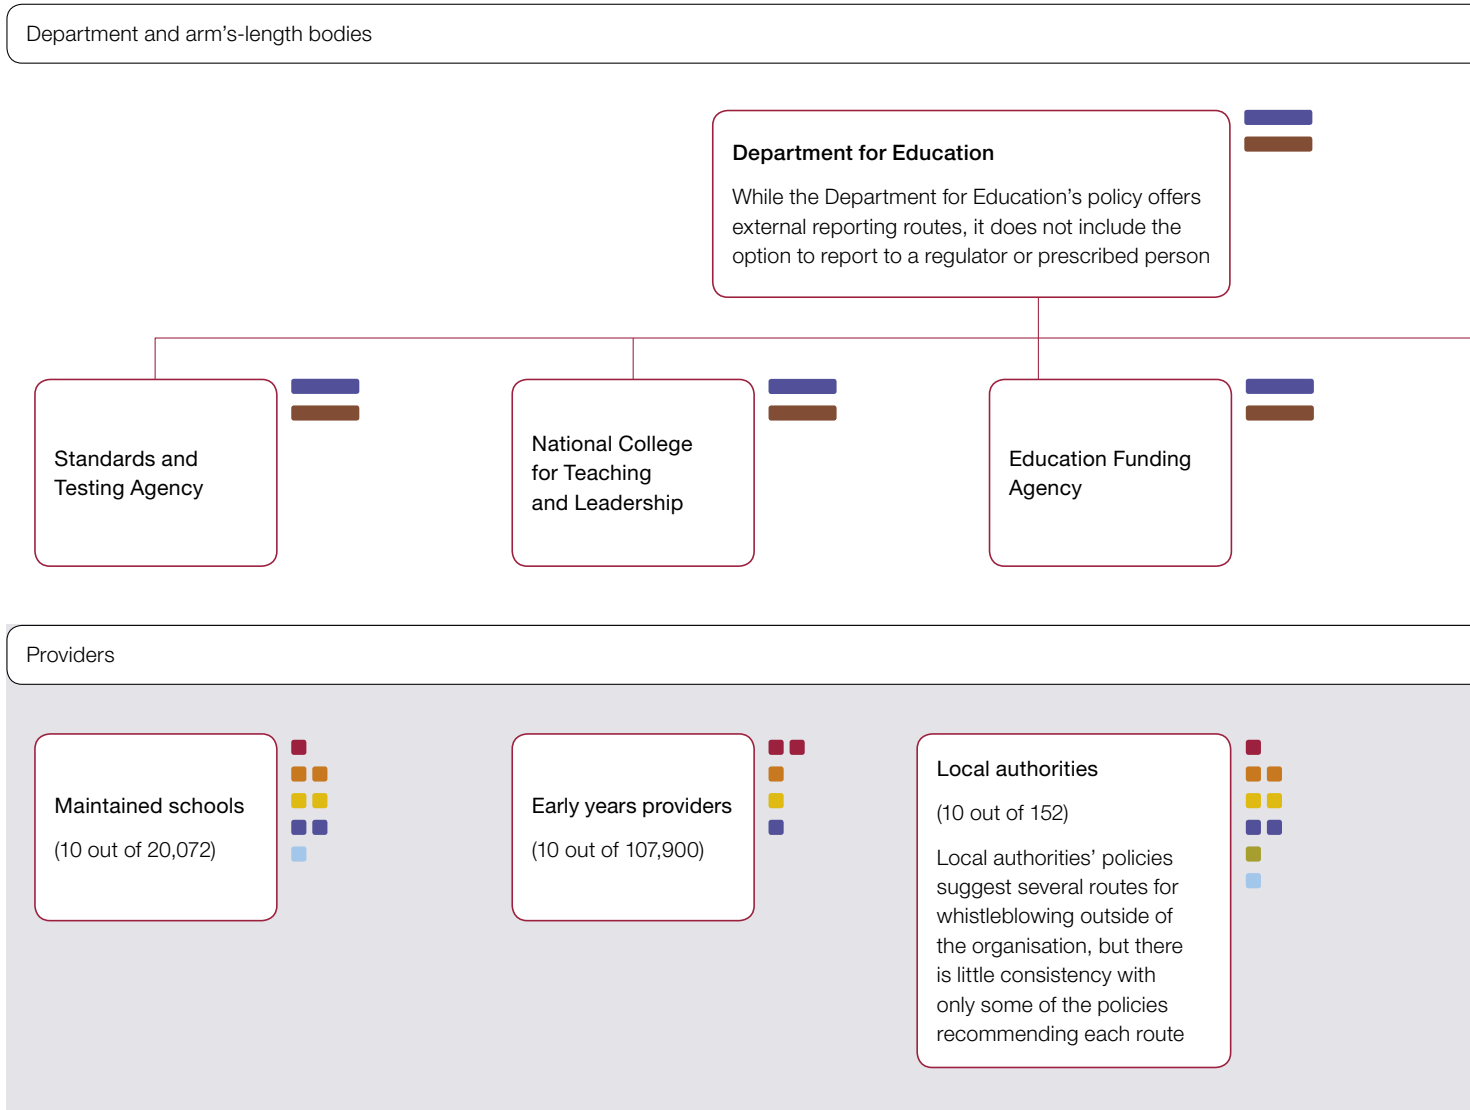 Department and arm’s-length bodies
Department for Education
While the Department for Education’s policy offers
external reporting routes, it does not include the
option to report to a regulator or prescribed person
Standards and
Testing Agency
National College
for Teaching
and Leadership
Education Funding
Agency
Providers
Maintained schools
(10 out of 20,072)
Early years providers
(10 out of 107,900)
Local authorities
(10 out of 152)
Local authorities’ policies
suggest several routes for
whistleblowing outside of
the organisation, but there
is little consistency with
only some of the policies
recommending each route